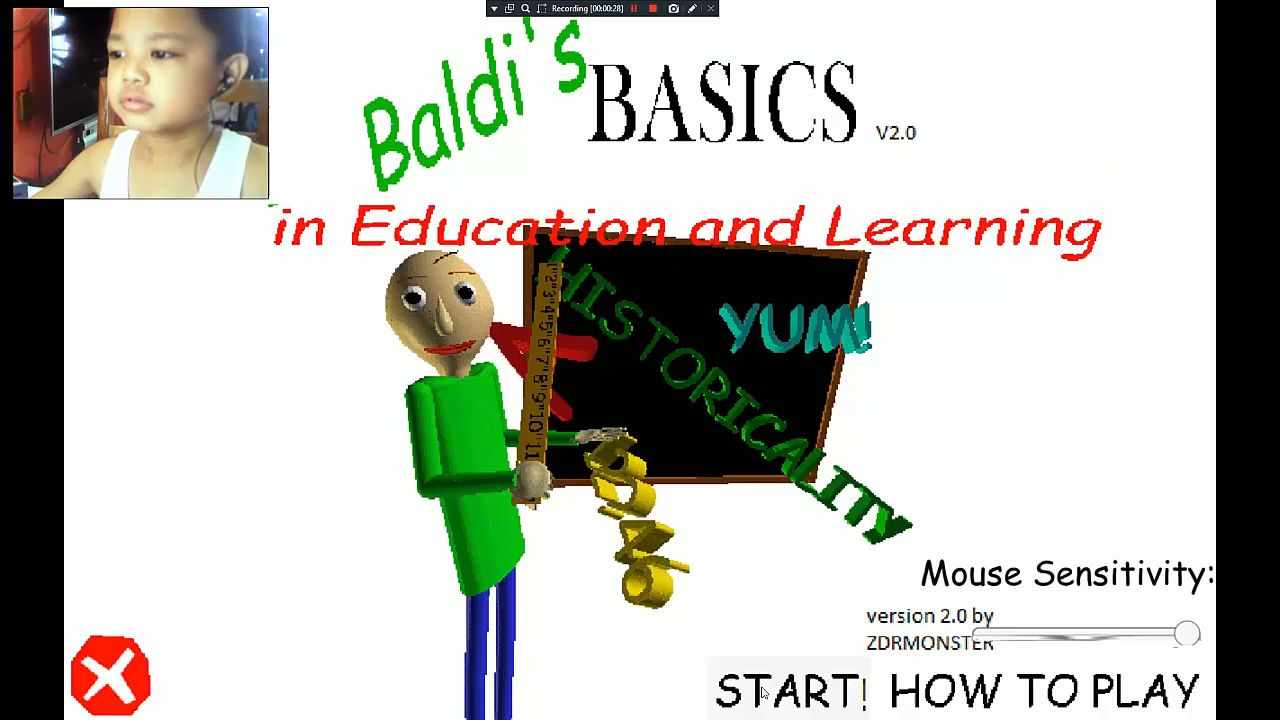 Recording [00:00:28]
Baldi's BASICS V2.0
in Education and Learning
HISTORICALITY
YUM!
Mouse Sensitivity:
version 2.0 by
ZDRMONSTER
START! HOW TO PLAY